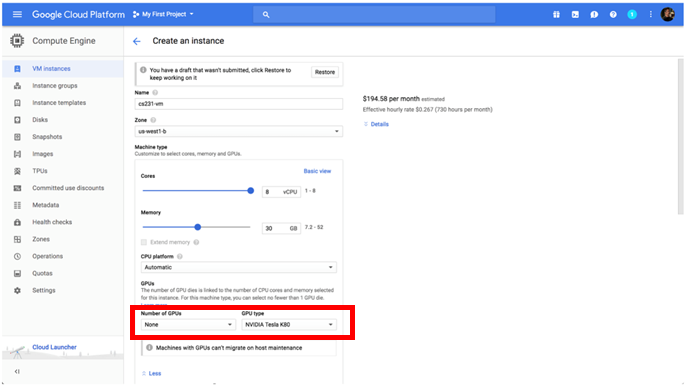 Google Cloud Platform
My First Project
1
Compute Engine
Create an instance
VM instances
Instance groups
Instance templates
Disks
Snapshots
Images
TPUs
Committed use discounts
Metadata
Health checks
Zones
Operations
Quotas
Settings
Cloud Launcher
You have a draft that wasn't submitted, click Restore to
keep working on it
Restore
Name
cs231-vm
Zone
us-west1-b
Machine type
Customize to select cores, memory and GPUs.
Cores
Basic view
8 vCPU
1 - 8
Memory
30 GB
7.2 - 52
Extend memory
CPU platform
Automatic
GPUs
The number of GPU dies is linked to the number of CPU cores and memory selected
for this instance. For this machine type, you can select no fewer than 1 GPU die.
Number of GPUs
GPU type
None
NVIDIA Tesla K80
Machines with GPUs can't migrate on host maintenance
Less
$194.58 per month estimated
Effective hourly rate $0.267 (730 hours per month)
Details